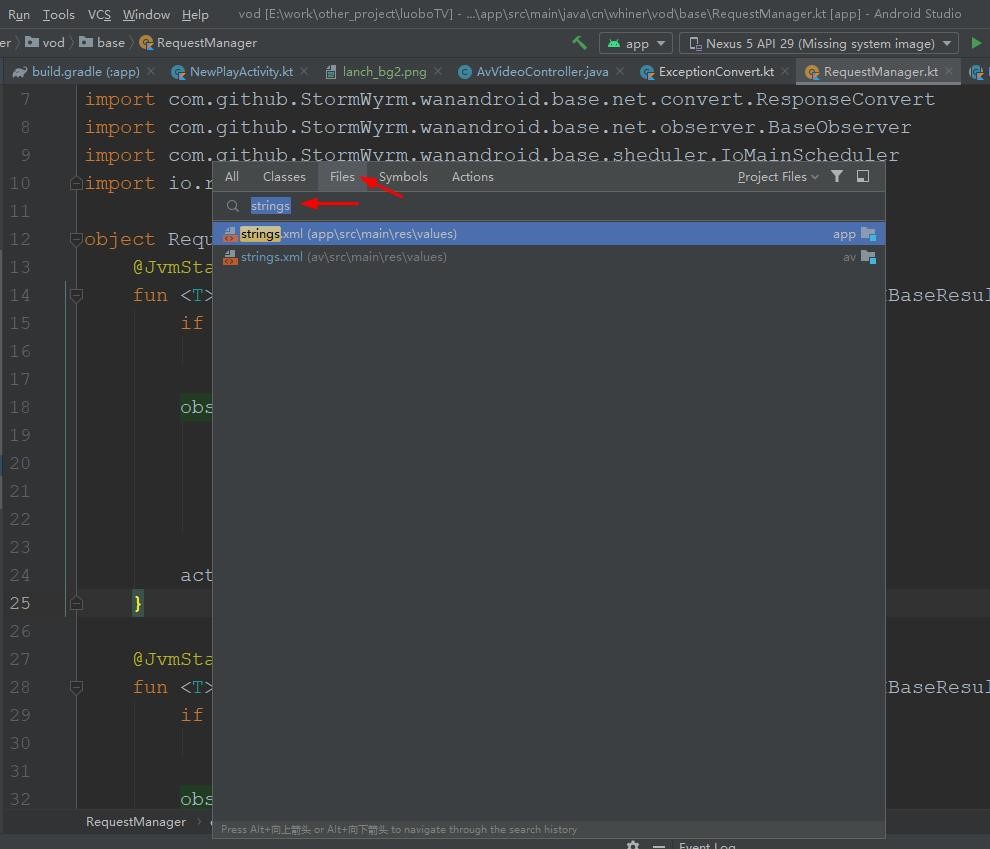 Run Tools VCS Window Help vod [E:\work\other_project\luoboTV] - ...\app\src\main\java\cn\whiner\vod\base\RequestManager.kt [app] - Android Studio
er vod base RequestManager app Nexus 5 API 29 (Missing system image)
build.gradle (:app) NewPlayActivity.kt lanch_bg2.png AvVideoController.java ExceptionConvert.kt RequestManager.kt
7 import com.github.StormWyrm.wanandroid.base.net.convert.ResponseConvert
8 import com.github.StormWyrm.wanandroid.base.net.observer.BaseObserver
9 import com.github.StormWyrm.wanandroid.base.sheduler.IoMainScheduler
All Classes Files Symbols Actions Project Files
10 import io.r
strings
11
12 object Requ
strings.xml (app\src\main\res\values) app
strings.xml (av\src\main\res\values) av
13 @JvmSta
14 fun <T> BaseResul
15 if
16
17
18 obs
19
20
21
22
23
24 act
25 }
26
27 @JvmSta
28 fun <T> BaseResul
29 if
30
31
32 obs
RequestManager
Press Alt+向上箭头 or Alt+向下箭头 to navigate through the search history
Event Log